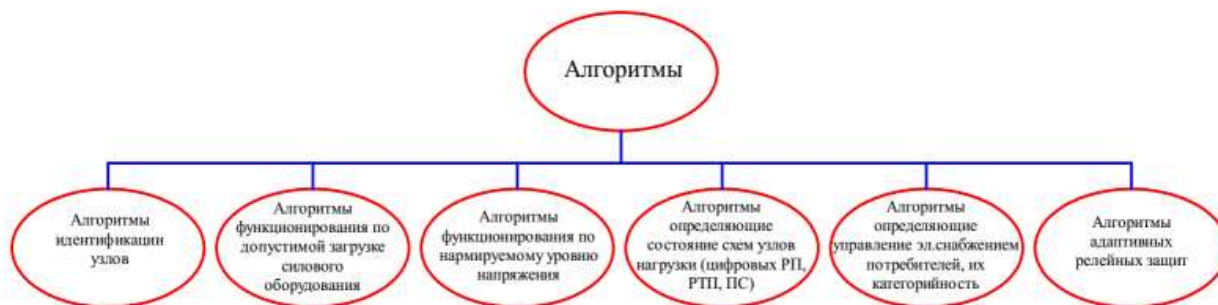 Алгоритмы
Алгоритмы
идентификации
узлов
Алгоритмы
функционирования по
допустимой загрузке
силового
оборудования
Алгоритмы
функционирования по
нармируемому уровню
напряжения
Алгоритмы
определяющие
состояние схем узлов
нагрузки (цифровых РП,
РТП, ПС)
Алгоритмы
определяющие
управление эл.снабжением
потребителей, их
категорийность
Алгоритмы
адаптивных
релейных защит